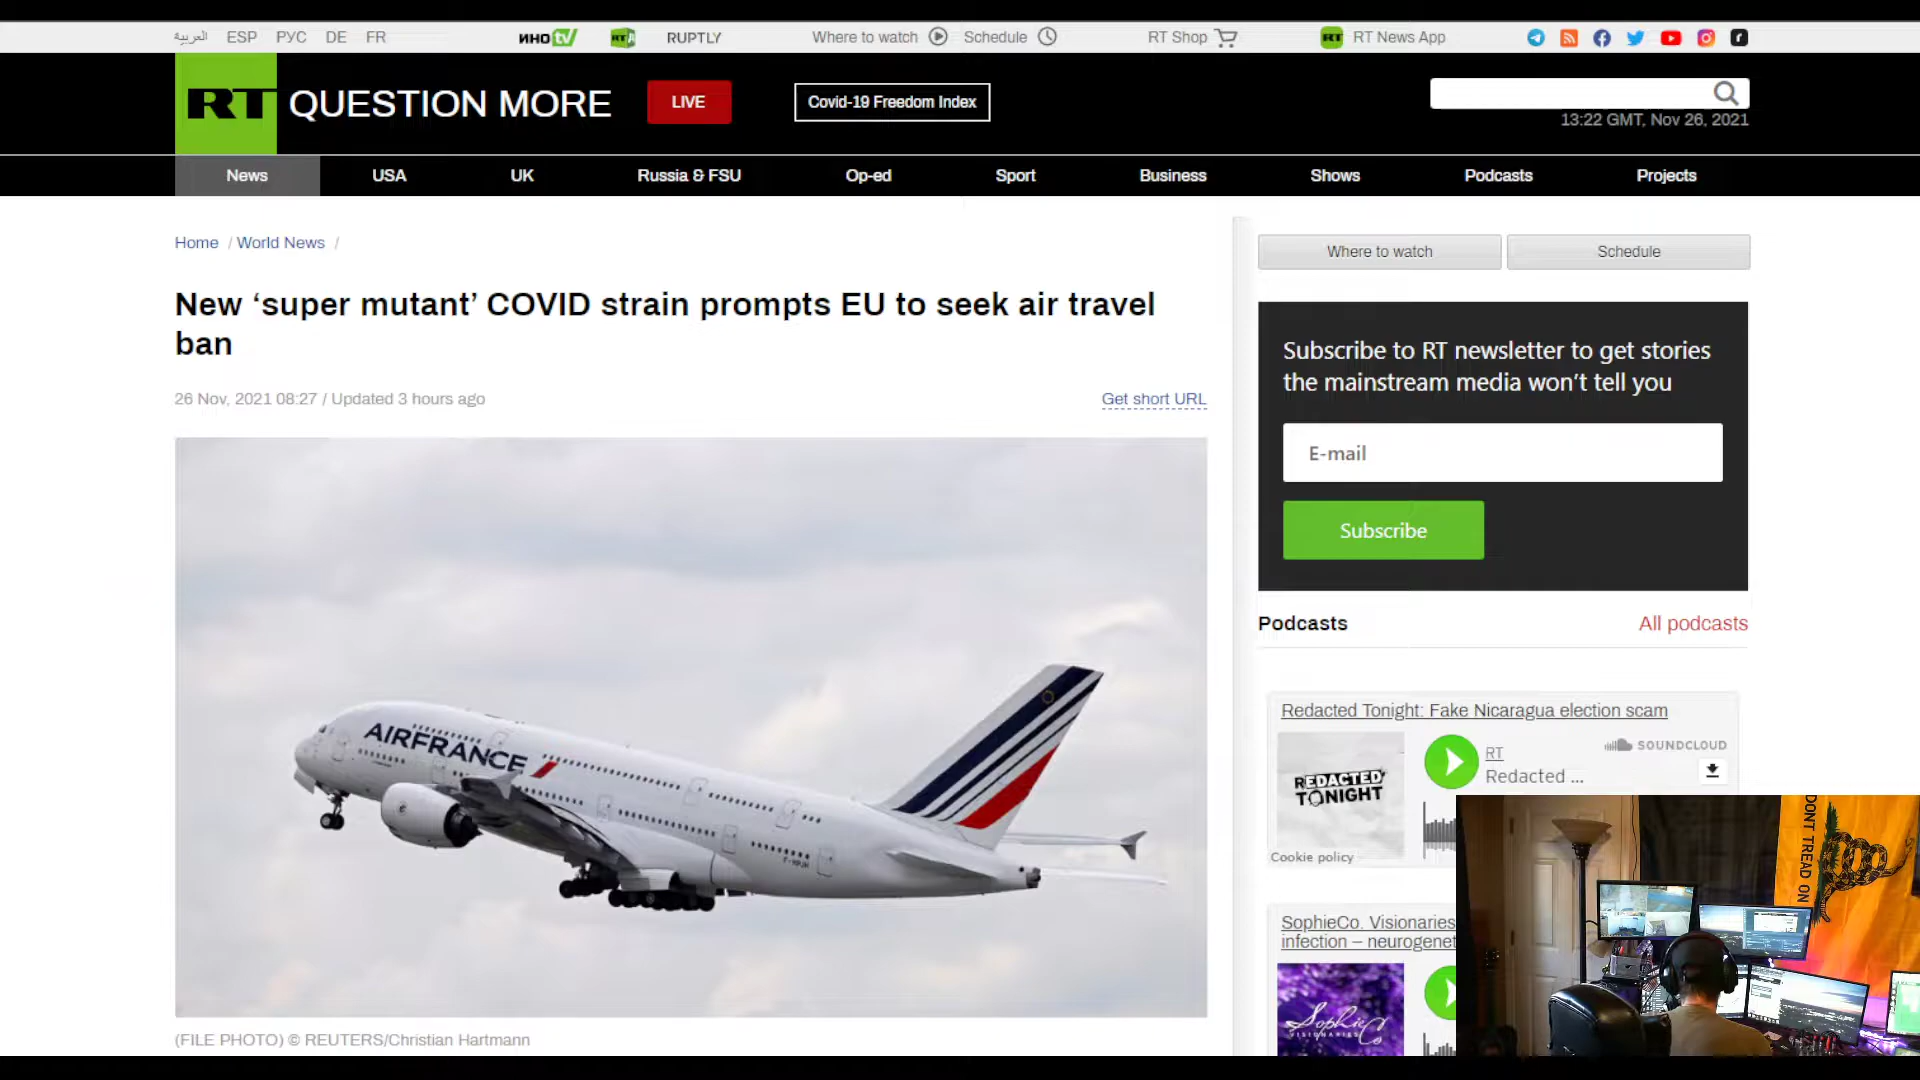 العربية ESP РУС DE FR ИНО TV RUPTLY Where to watch Schedule RT Shop RT RT News App
RT QUESTION MORE LIVE Covid-19 Freedom Index
13:22 GMT, Nov 26, 2021
News USA UK Russia & FSU Op-ed Sport Business Shows Podcasts Projects
Home / World News /
New ‘super mutant’ COVID strain prompts EU to seek air travel
ban
26 Nov, 2021 08:27 / Updated 3 hours ago
Get short URL
AIRFRANCE
(FILE PHOTO) © REUTERS/Christian Hartmann
Where to watch Schedule
Subscribe to RT newsletter to get stories
the mainstream media won’t tell you
E-mail
Subscribe
Podcasts All podcasts
Redacted Tonight: Fake Nicaragua election scam
REDACTED
TONIGHT
RT
SOUNDCLOUD
Redacted ...
Cookie policy
SophieCo. Visionaries
infection – neurogenet
SophieCo
VISIONARIES
DONT TREAD ON